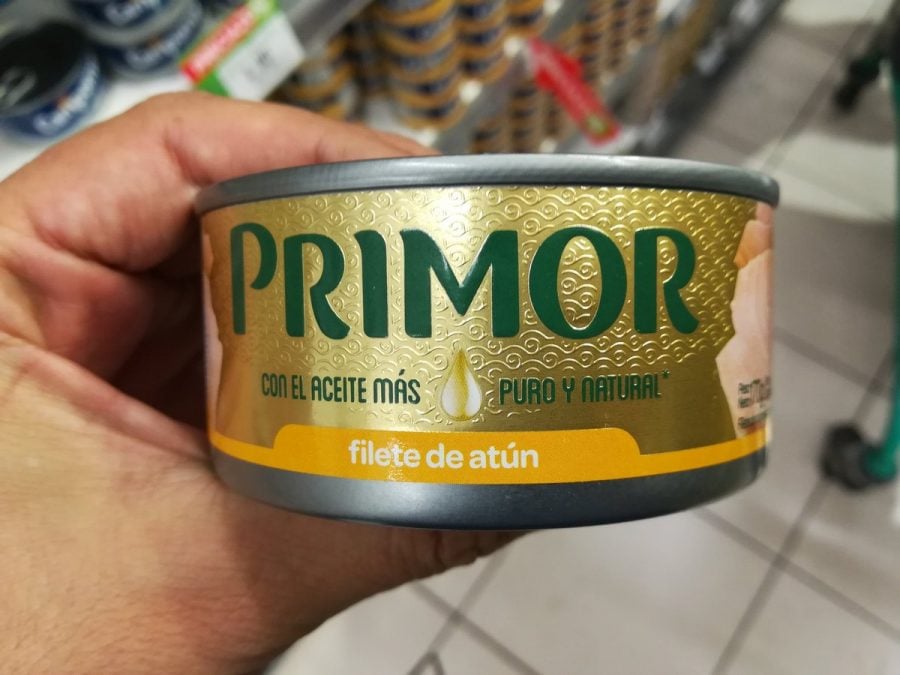 PRIMOR
CON EL ACEITE MÁS PURO Y NATURAL*
filete de atún